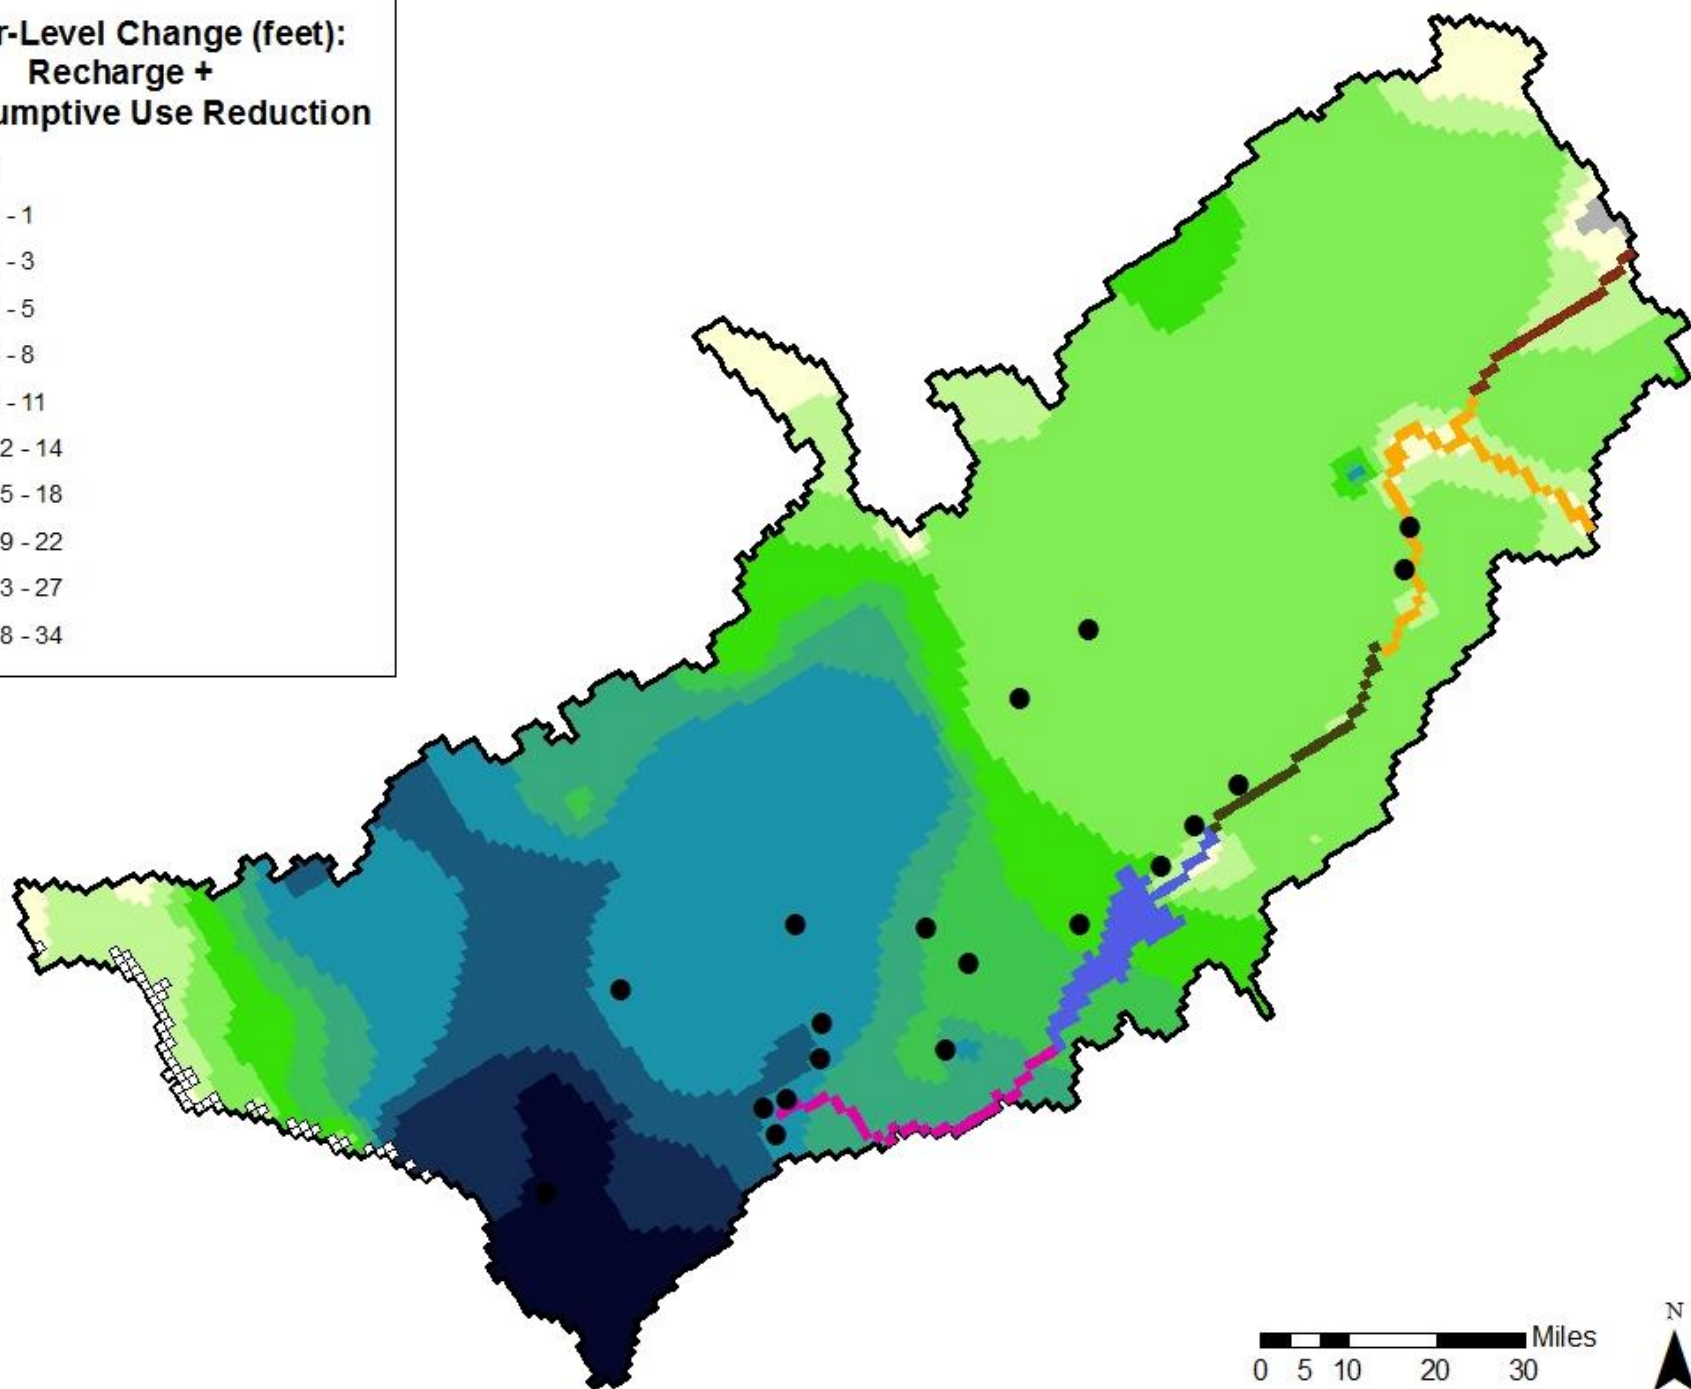 r-Level Change (feet):
Recharge +
umptive Use Reduction
- 1
- 3
- 5
- 8
- 11
2 - 14
5 - 18
9 - 22
3 - 27
8 - 34
Miles
0 5 10 20 30
N